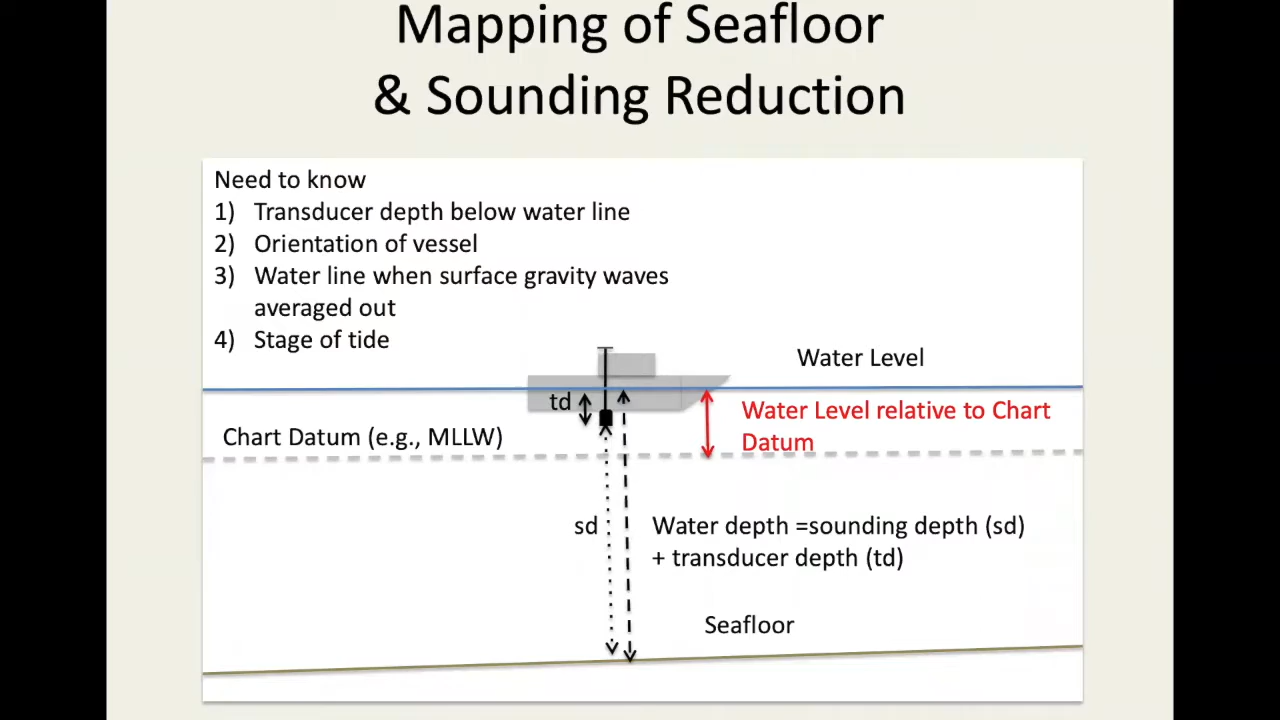 Mapping of Seafloor
& Sounding Reduction
Need to know
1) Transducer depth below water line
2) Orientation of vessel
3) Water line when surface gravity waves
averaged out
4) Stage of tide
Water Level
td
Water Level relative to Chart
Datum
Chart Datum (e.g., MLLW)
sd
Water depth =sounding depth (sd)
+ transducer depth (td)
Seafloor